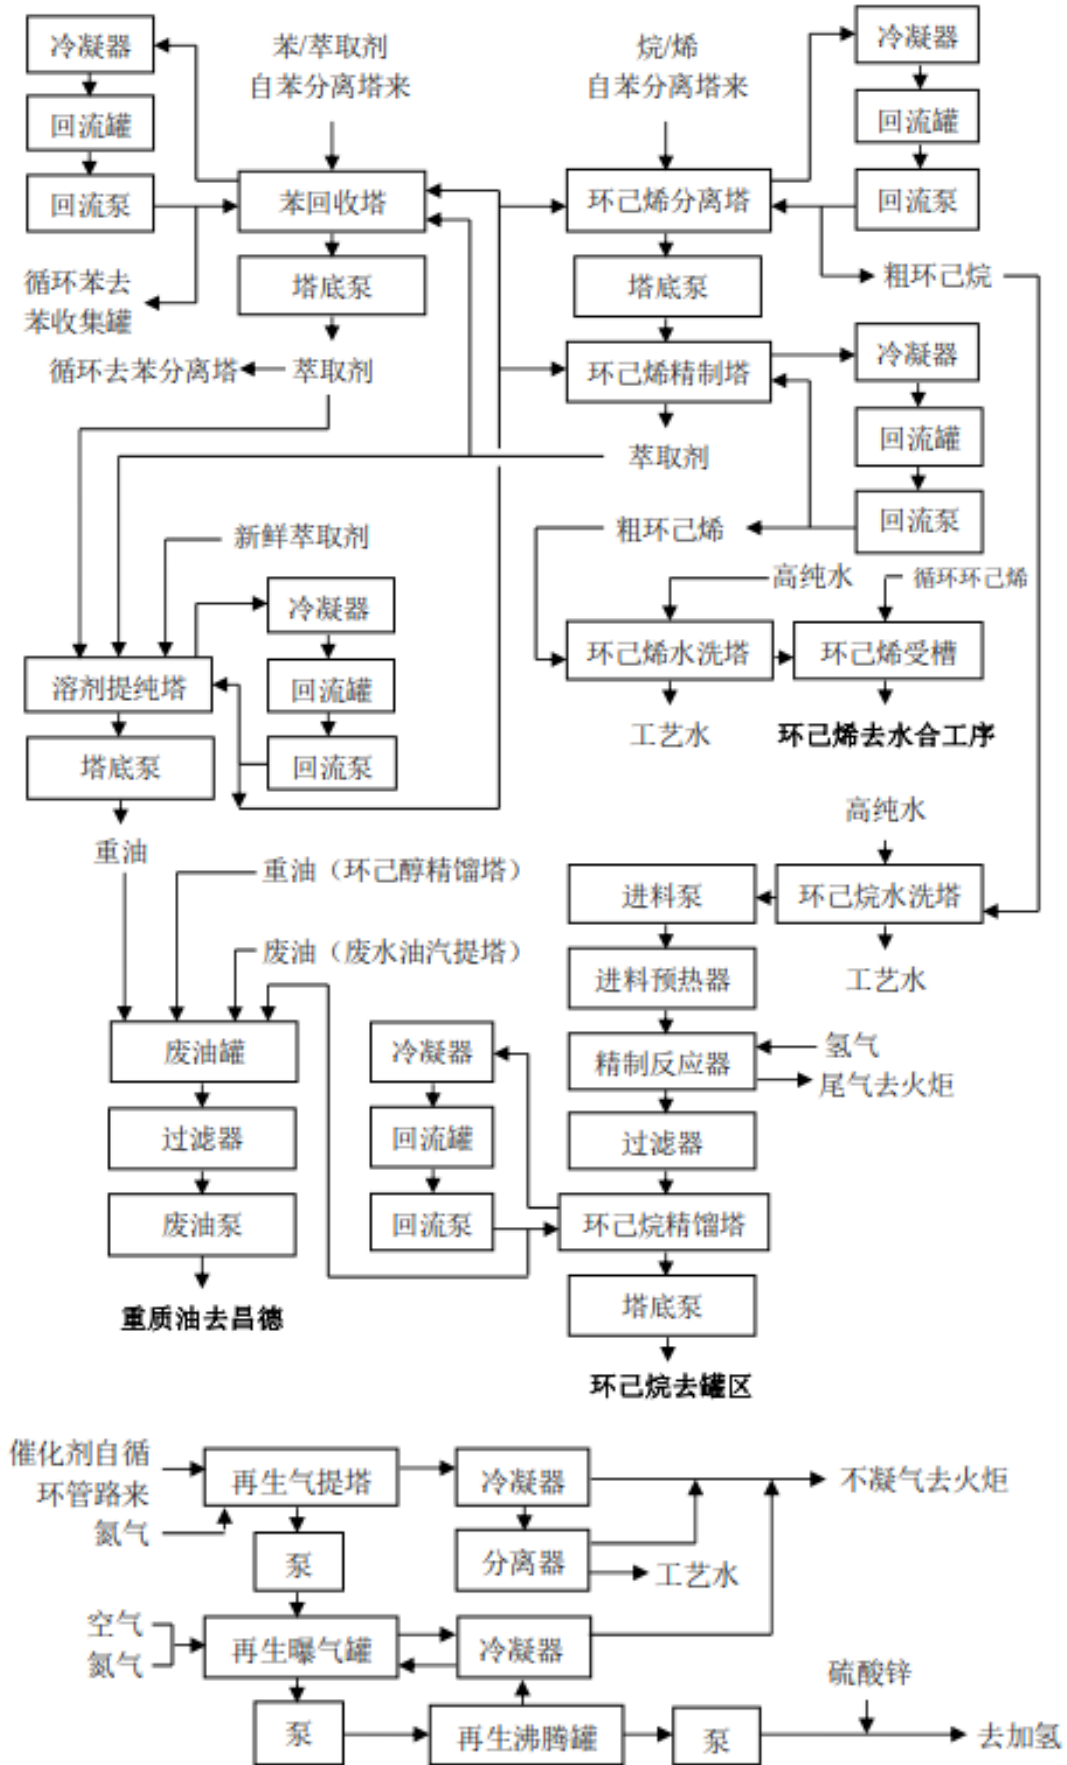 冷凝器
苯/萃取剂
自苯分离塔来
烷/烯
自苯分离塔来
冷凝器
回流罐
回流罐
回流泵
苯回收塔
环己烯分离塔
回流泵
循环苯去
苯收集罐
塔底泵
塔底泵
粗环己烷
循环去苯分离塔
萃取剂
环己烯精制塔
冷凝器
回流罐
萃取剂
回流泵
新鲜萃取剂
粗环己烯
高纯水
循环环己烯
冷凝器
环己烯水洗塔
环己烯受槽
溶剂提纯塔
回流罐
工艺水
环己烯去水合工序
塔底泵
回流泵
高纯水
重油
重油（环己醇精馏塔）
进料泵
环己烷水洗塔
废油（废水油汽提塔）
进料预热器
工艺水
废油罐
冷凝器
精制反应器
氢气
尾气去火炬
过滤器
回流罐
过滤器
废油泵
回流泵
环己烷精馏塔
重质油去昌德
塔底泵
环己烷去罐区
催化剂自循
环管路来
再生气提塔
冷凝器
不凝气去火炬
氮气
泵
分离器
工艺水
空气
氮气
再生曝气罐
冷凝器
硫酸锌
泵
再生沸腾罐
泵
去加氢